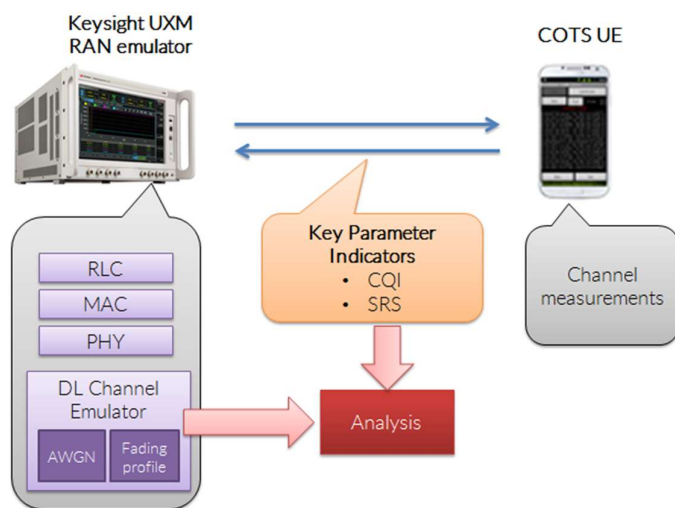 Keysight UXM
RAN emulator
COTS UE
Key Parameter
Indicators
• CQI
• SRS
RLC
MAC
PHY
DL Channel
Emulator
AWGN
Fading
profile
Channel
measurements
Analysis